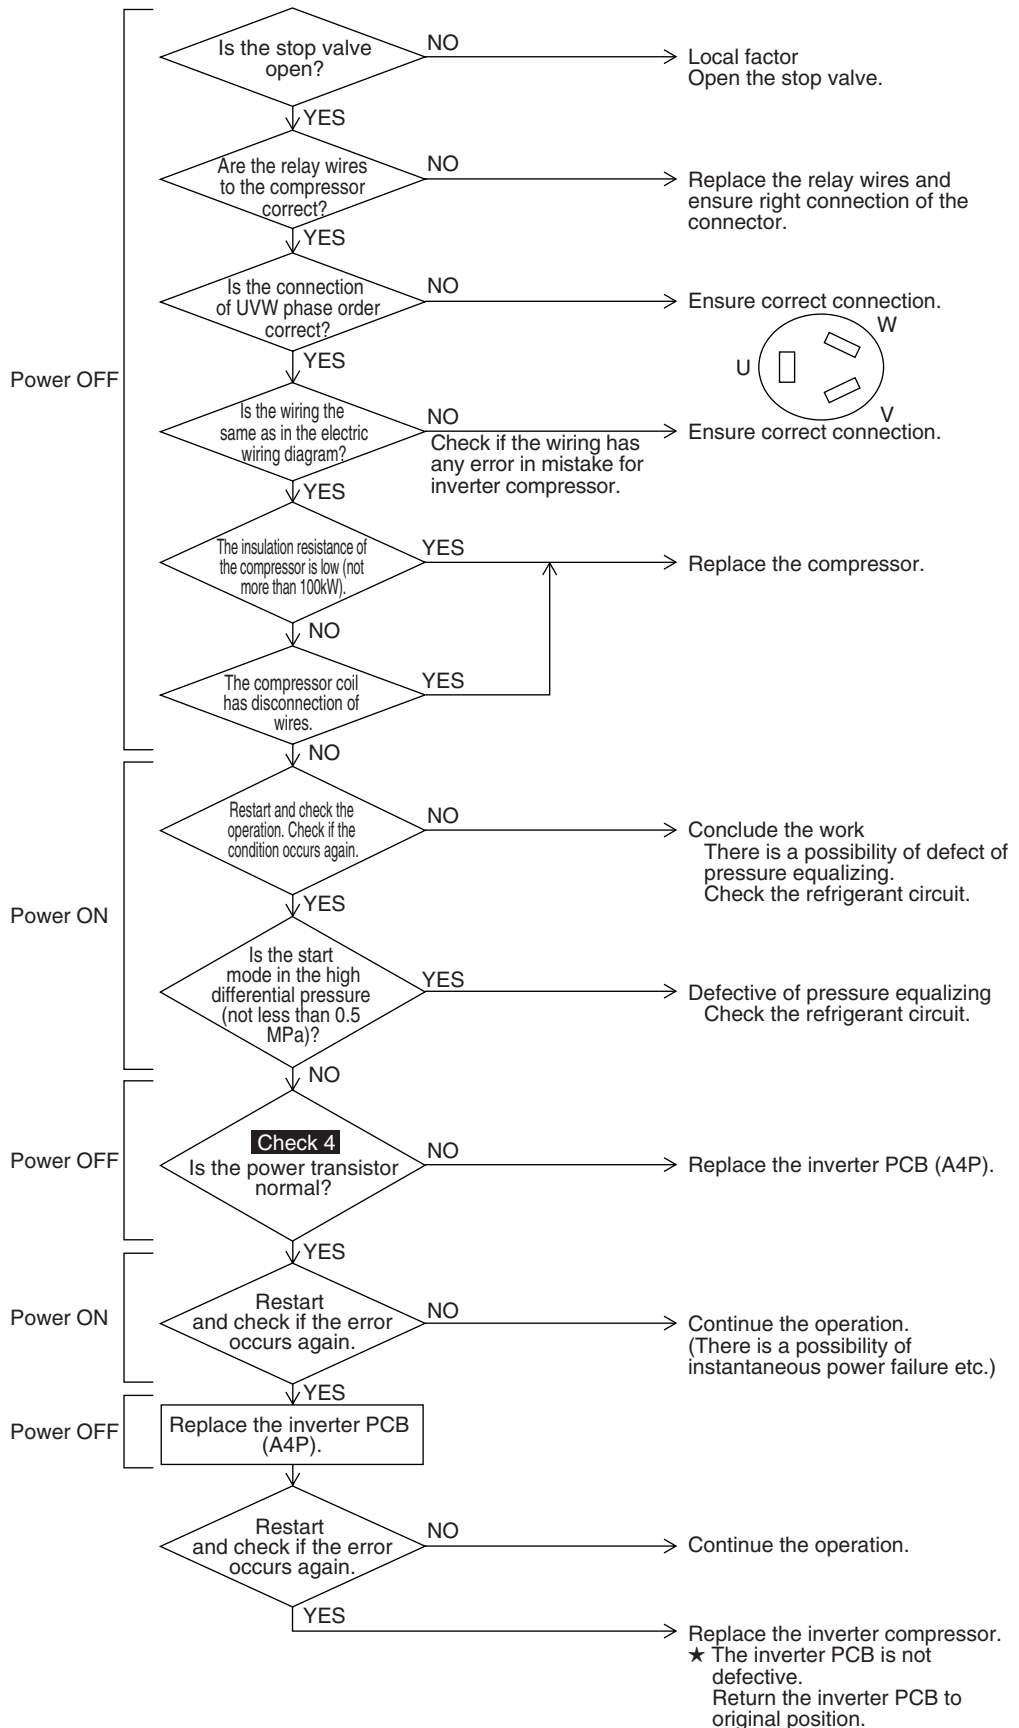 Is the stop valve
open?
NO
Local factor
Open the stop valve.
YES
Are the relay wires
to the compressor
correct?
NO
Replace the relay wires and
ensure right connection of the
connector.
YES
Is the connection
of UVW phase order
correct?
NO
Ensure correct connection.
W
U
V
YES
Power OFF
Is the wiring the
same as in the electric
wiring diagram?
NO
Check if the wiring has
any error in mistake for
inverter compressor.
Ensure correct connection.
YES
The insulation resistance of
the compressor is low (not
more than 100kW).
YES
Replace the compressor.
NO
The compressor coil
has disconnection of
wires.
YES
NO
Restart and check the
operation. Check if the
condition occurs again.
NO
Conclude the work
There is a possibility of defect of
pressure equalizing.
Check the refrigerant circuit.
Power ON
YES
Is the start
mode in the high
differential pressure
(not less than 0.5
MPa)?
YES
Defective of pressure equalizing
Check the refrigerant circuit.
NO
Power OFF
Check 4
Is the power transistor
normal?
NO
Replace the inverter PCB (A4P).
YES
Power ON
Restart
and check if the error
occurs again.
NO
Continue the operation.
(There is a possibility of
instantaneous power failure etc.)
YES
Power OFF
Replace the inverter PCB
(A4P).
Restart
and check if the error
occurs again.
NO
Continue the operation.
YES
Replace the inverter compressor.
★ The inverter PCB is not
defective.
Return the inverter PCB to
original position.